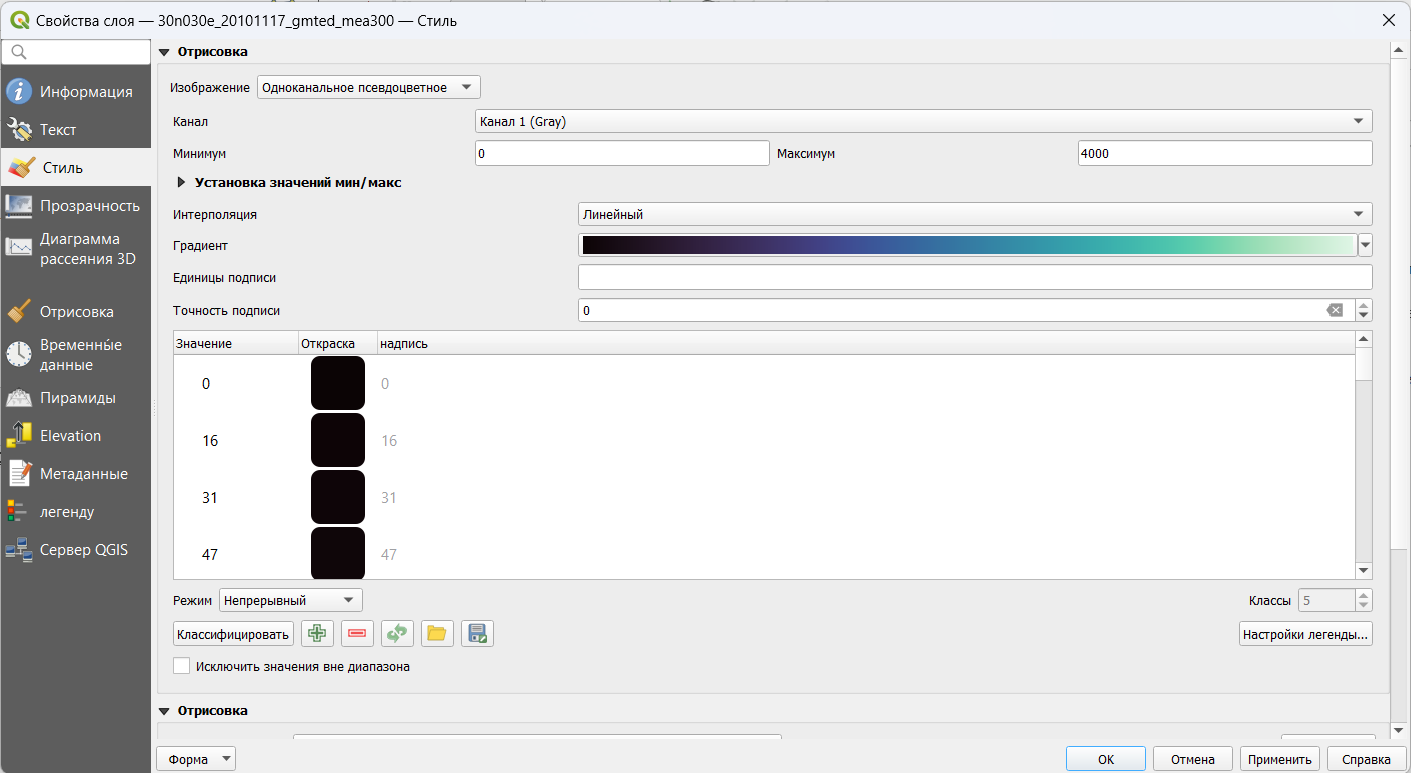 Свойства слоя — 30n030e_20101117_gmted_mea300 — Стиль
Информация
Текст
Стиль
Прозрачность
Диаграмма
рассеяния 3D
Отрисовка
Временны́е
данные
Пирамиды
Elevation
Метаданные
легенду
Сервер QGIS
Отрисовка
Изображение Одноканальное псевдоцветное
Канал Канал 1 (Gray)
Минимум 0 Максимум 4000
Установка значений мин/макс
Интерполяция Линейный
Градиент
Единицы подписи
Точность подписи 0
Значение Откраска надпись
0 0
16 16
31 31
47 47
Режим Непрерывный Классы 5
Классифицировать Настройки легенды...
Исключить значения вне диапазона
Отрисовка
Форма OK Отмена Применить Справка